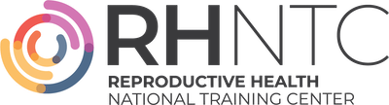 RHNTC
REPRODUCTIVE HEALTH
NATIONAL TRAINING CENTER